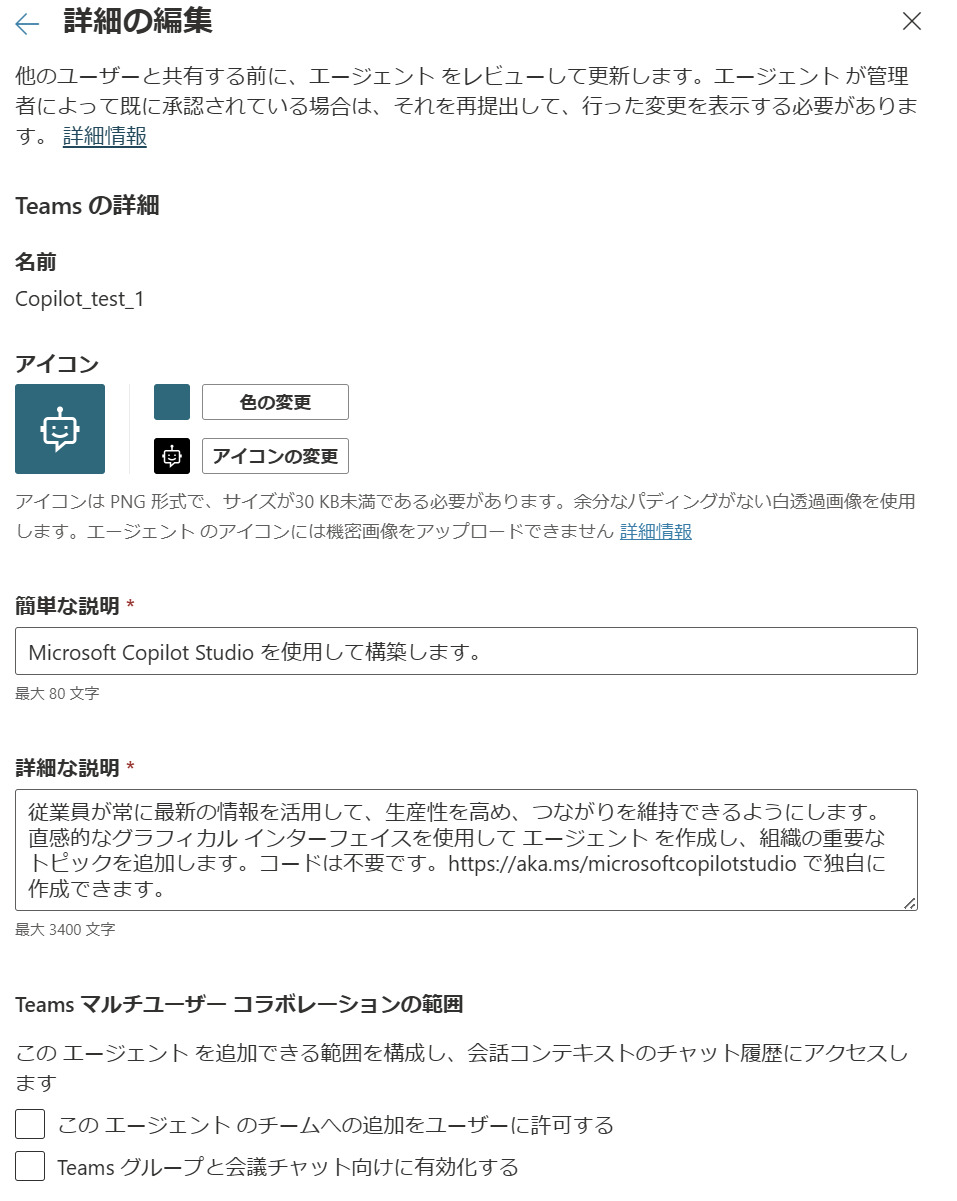 詳細の編集
他のユーザーと共有する前に、エージェント をレビューして更新します。エージェント が管理
者によって既に承認されている場合は、それを再提出して、行った変更を表示する必要がありま
す。 詳細情報
Teams の詳細
名前
Copilot_test_1
アイコン
色の変更
アイコンの変更
アイコンは PNG 形式で、サイズが30 KB未満である必要があります。余分なパディングがない白透過画像を使用
します。エージェント のアイコンには機密画像をアップロードできません 詳細情報
簡単な説明 *
Microsoft Copilot Studio を使用して構築します。
最大 80 文字
詳細な説明 *
従業員が常に最新の情報を活用して、生産性を高め、つながりを維持できるようにします。
直感的なグラフィカル インターフェイスを使用して エージェント を作成し、組織の重要な
トピックを追加します。コードは不要です。https://aka.ms/microsoftcopilotstudio で独自に
作成できます。
最大 3400 文字
Teams マルチユーザー コラボレーションの範囲
この エージェント を追加できる範囲を構成し、会話コンテキストのチャット履歴にアクセスし
ます
この エージェント のチームへの追加をユーザーに許可する
Teams グループと会議チャット向けに有効化する